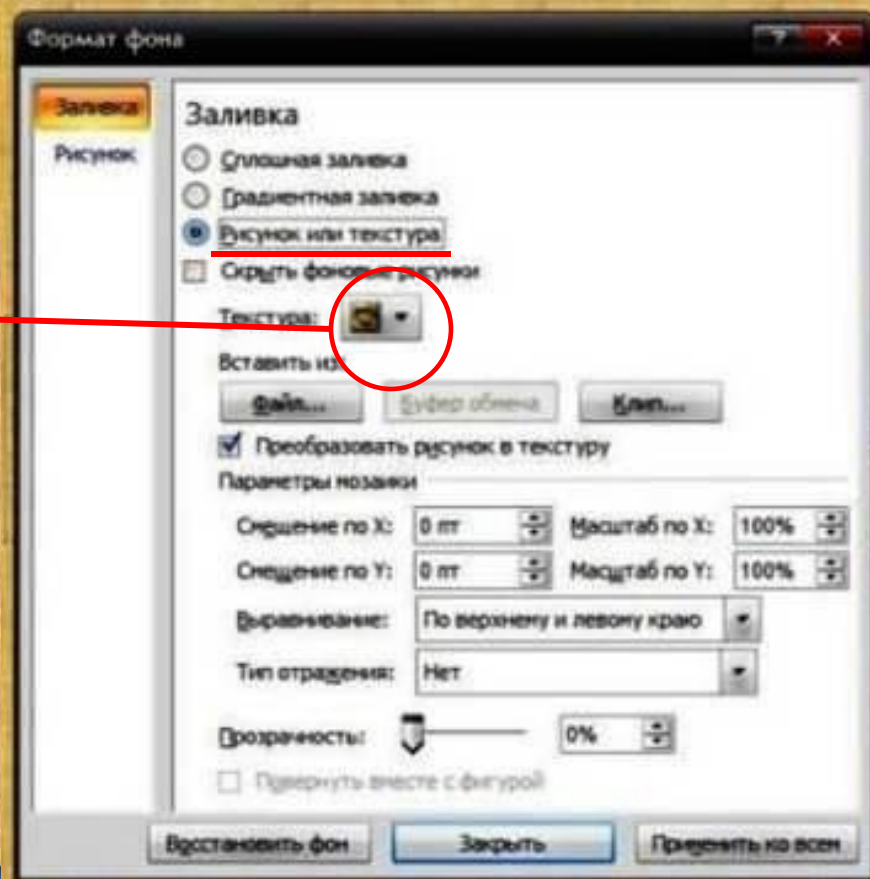 Формат фона
Заливка
Рисунок
Заливка
Сплошная заливка
Градиентная заливка
Рисунок или текстура
Скрыть фоновые рисунки
Текстура:
Вставить из:
Файл... Буфер обмена Клип...
Преобразовать рисунок в текстуру
Параметры мозаики
Смещение по X: 0 пт Масштаб по X: 100%
Смещение по Y: 0 пт Масштаб по Y: 100%
Выравнивание: По верхнему и левому краю
Тип отражения: Нет
Прозрачность: 0%
Повернуть вместе с фигурой
Восстановить фон Закрыть Применить ко всем